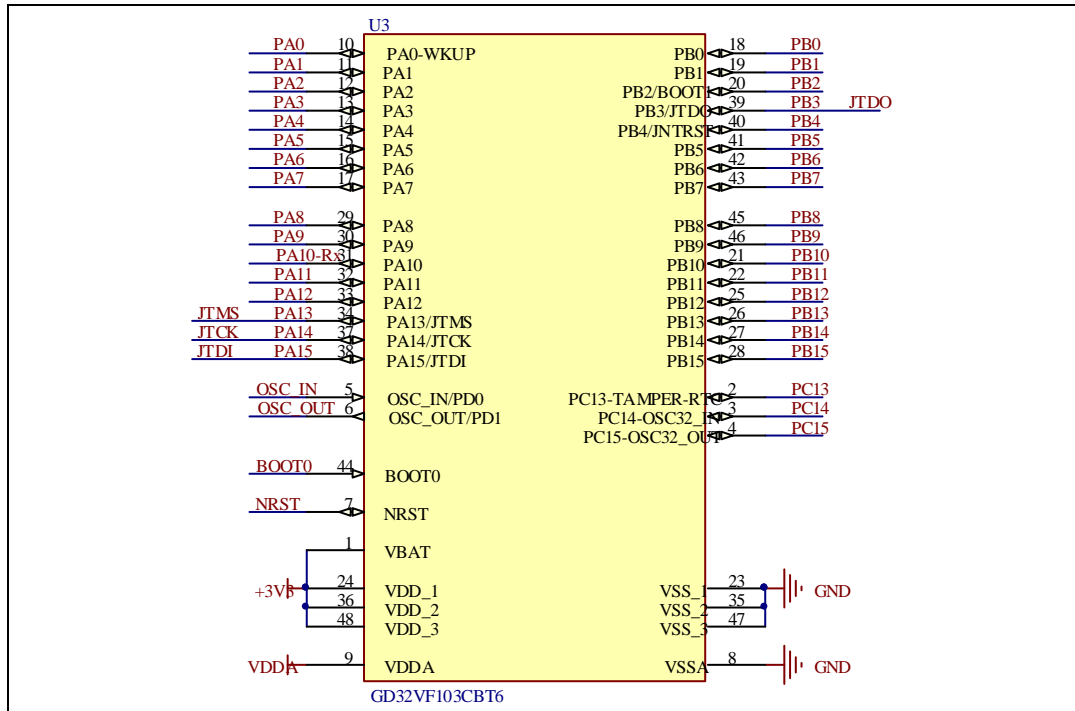 U3
PA0 10 PA0-WKUP PB0 18 PB0
PA1 11 PA1 PB1 19 PB1
PA2 12 PA2 PB2/BOOT1 20 PB2
PA3 13 PA3 PB3/JTDO 39 PB3 JTDO
PA4 14 PA4 PB4/JNTRST 40 PB4
PA5 15 PA5 PB5 41 PB5
PA6 16 PA6 PB6 42 PB6
PA7 17 PA7 PB7 43 PB7
PA8 29 PA8 PB8 45 PB8
PA9 30 PA9 PB9 46 PB9
PA10-Rx 31 PA10 PB10 21 PB10
PA11 32 PA11 PB11 22 PB11
PA12 33 PA12 PB12 25 PB12
JTMS PA13 34 PA13/JTMS PB13 26 PB13
JTCK PA14 37 PA14/JTCK PB14 27 PB14
JTDI PA15 38 PA15/JTDI PB15 28 PB15
OSC_IN 5 OSC_IN/PD0 PC13-TAMPER-RTC 2 PC13
OSC_OUT 6 OSC_OUT/PD1 PC14-OSC32_IN 3 PC14
PC15-OSC32_OUT 4 PC15
BOOT0 44 BOOT0
NRST 7 NRST
1 VBAT
+3V3 24 VDD_1 VSS_1 23 GND
36 VDD_2 VSS_2 35
48 VDD_3 VSS_3 47
VDDA 9 VDDA VSSA 8 GND
GD32VF103CBT6